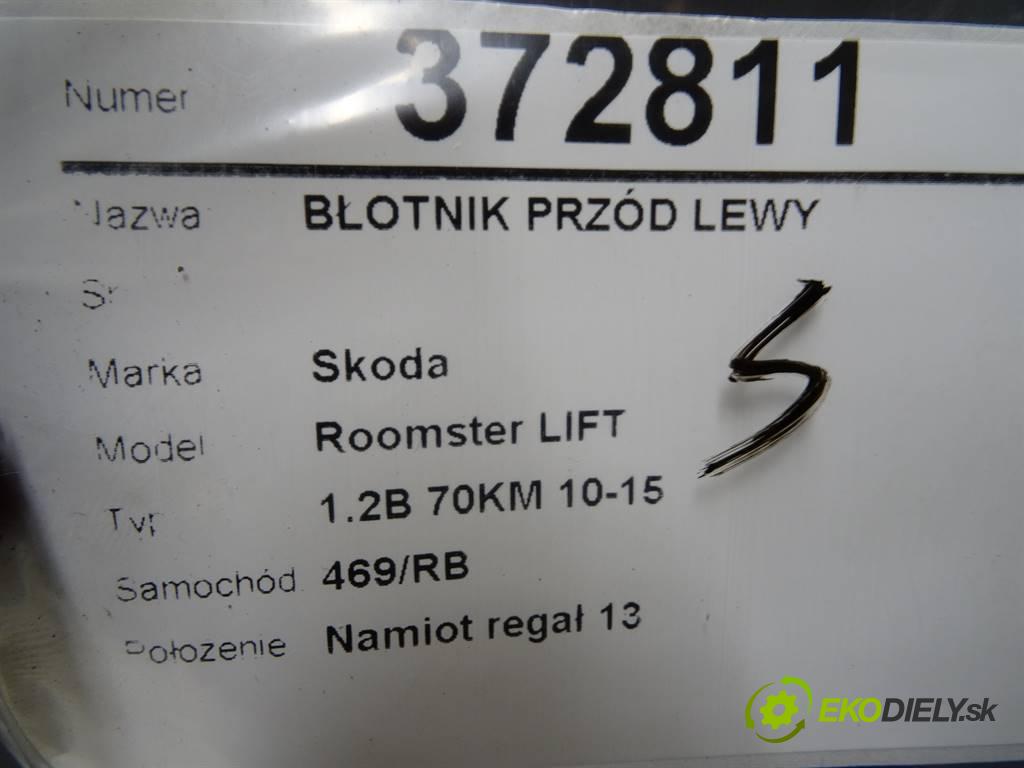 Numer 372811
Nazwa BŁOTNIK PRZÓD LEWY
Marka Skoda
Model Roomster LIFT
Typ 1.2B 70KM 10-15
Samochód 469/RB
Położenie Namiot regał 13
S
EKODIELY.sk